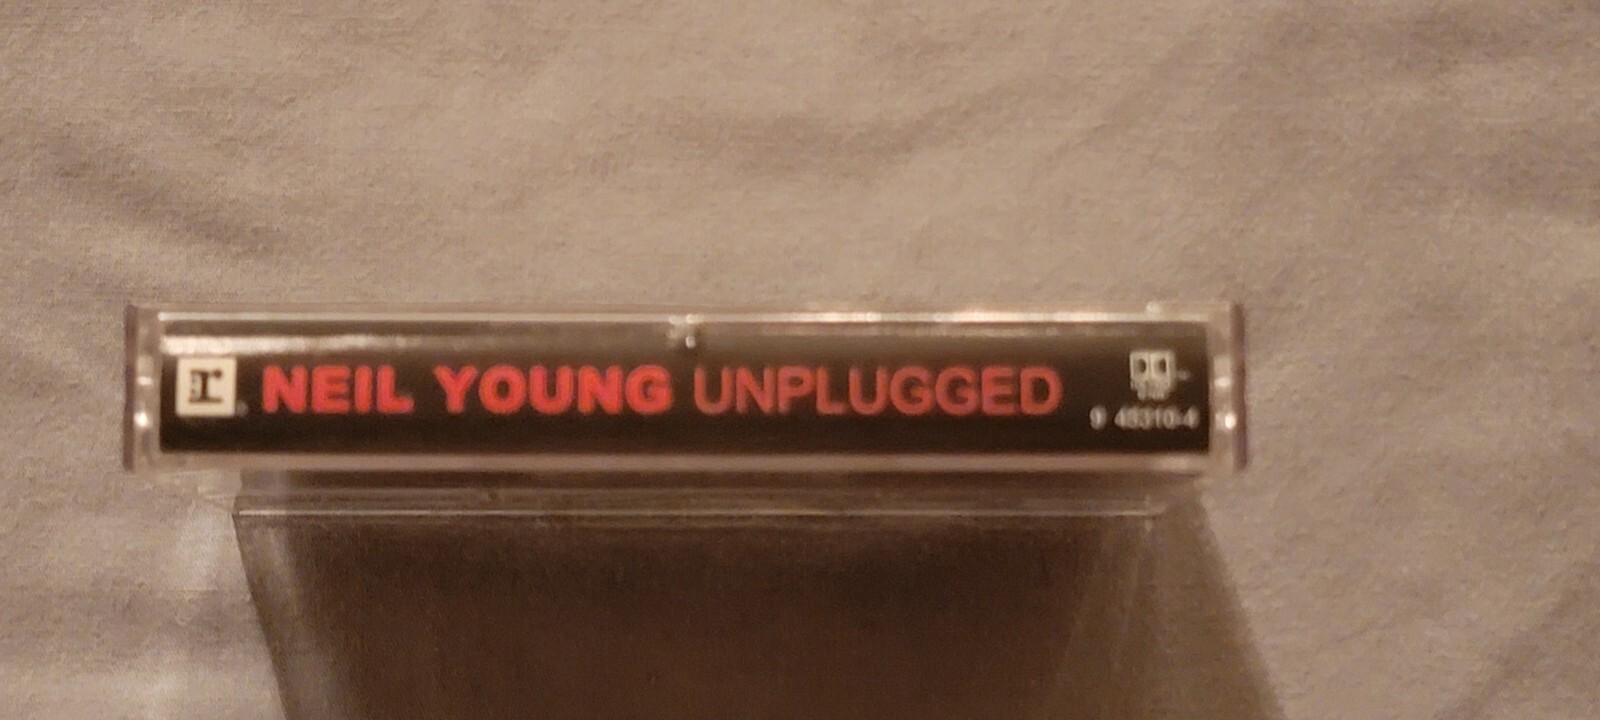 r NEIL YOUNG UNPLUGGED
9 45310-4